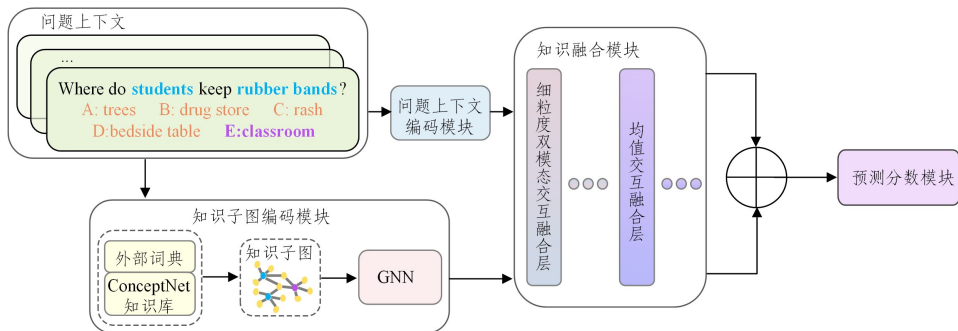 问题上下文
...
Where do students keep rubber bands?
A: trees B: drug store C: rash
D:bedside table E:classroom
问题上下文
编码模块
知识融合模块
细粒度双模态交互融合层
均值交互融合层
预测分数模块
知识子图编码模块
外部词典
ConceptNet
知识库
知识子图
GNN